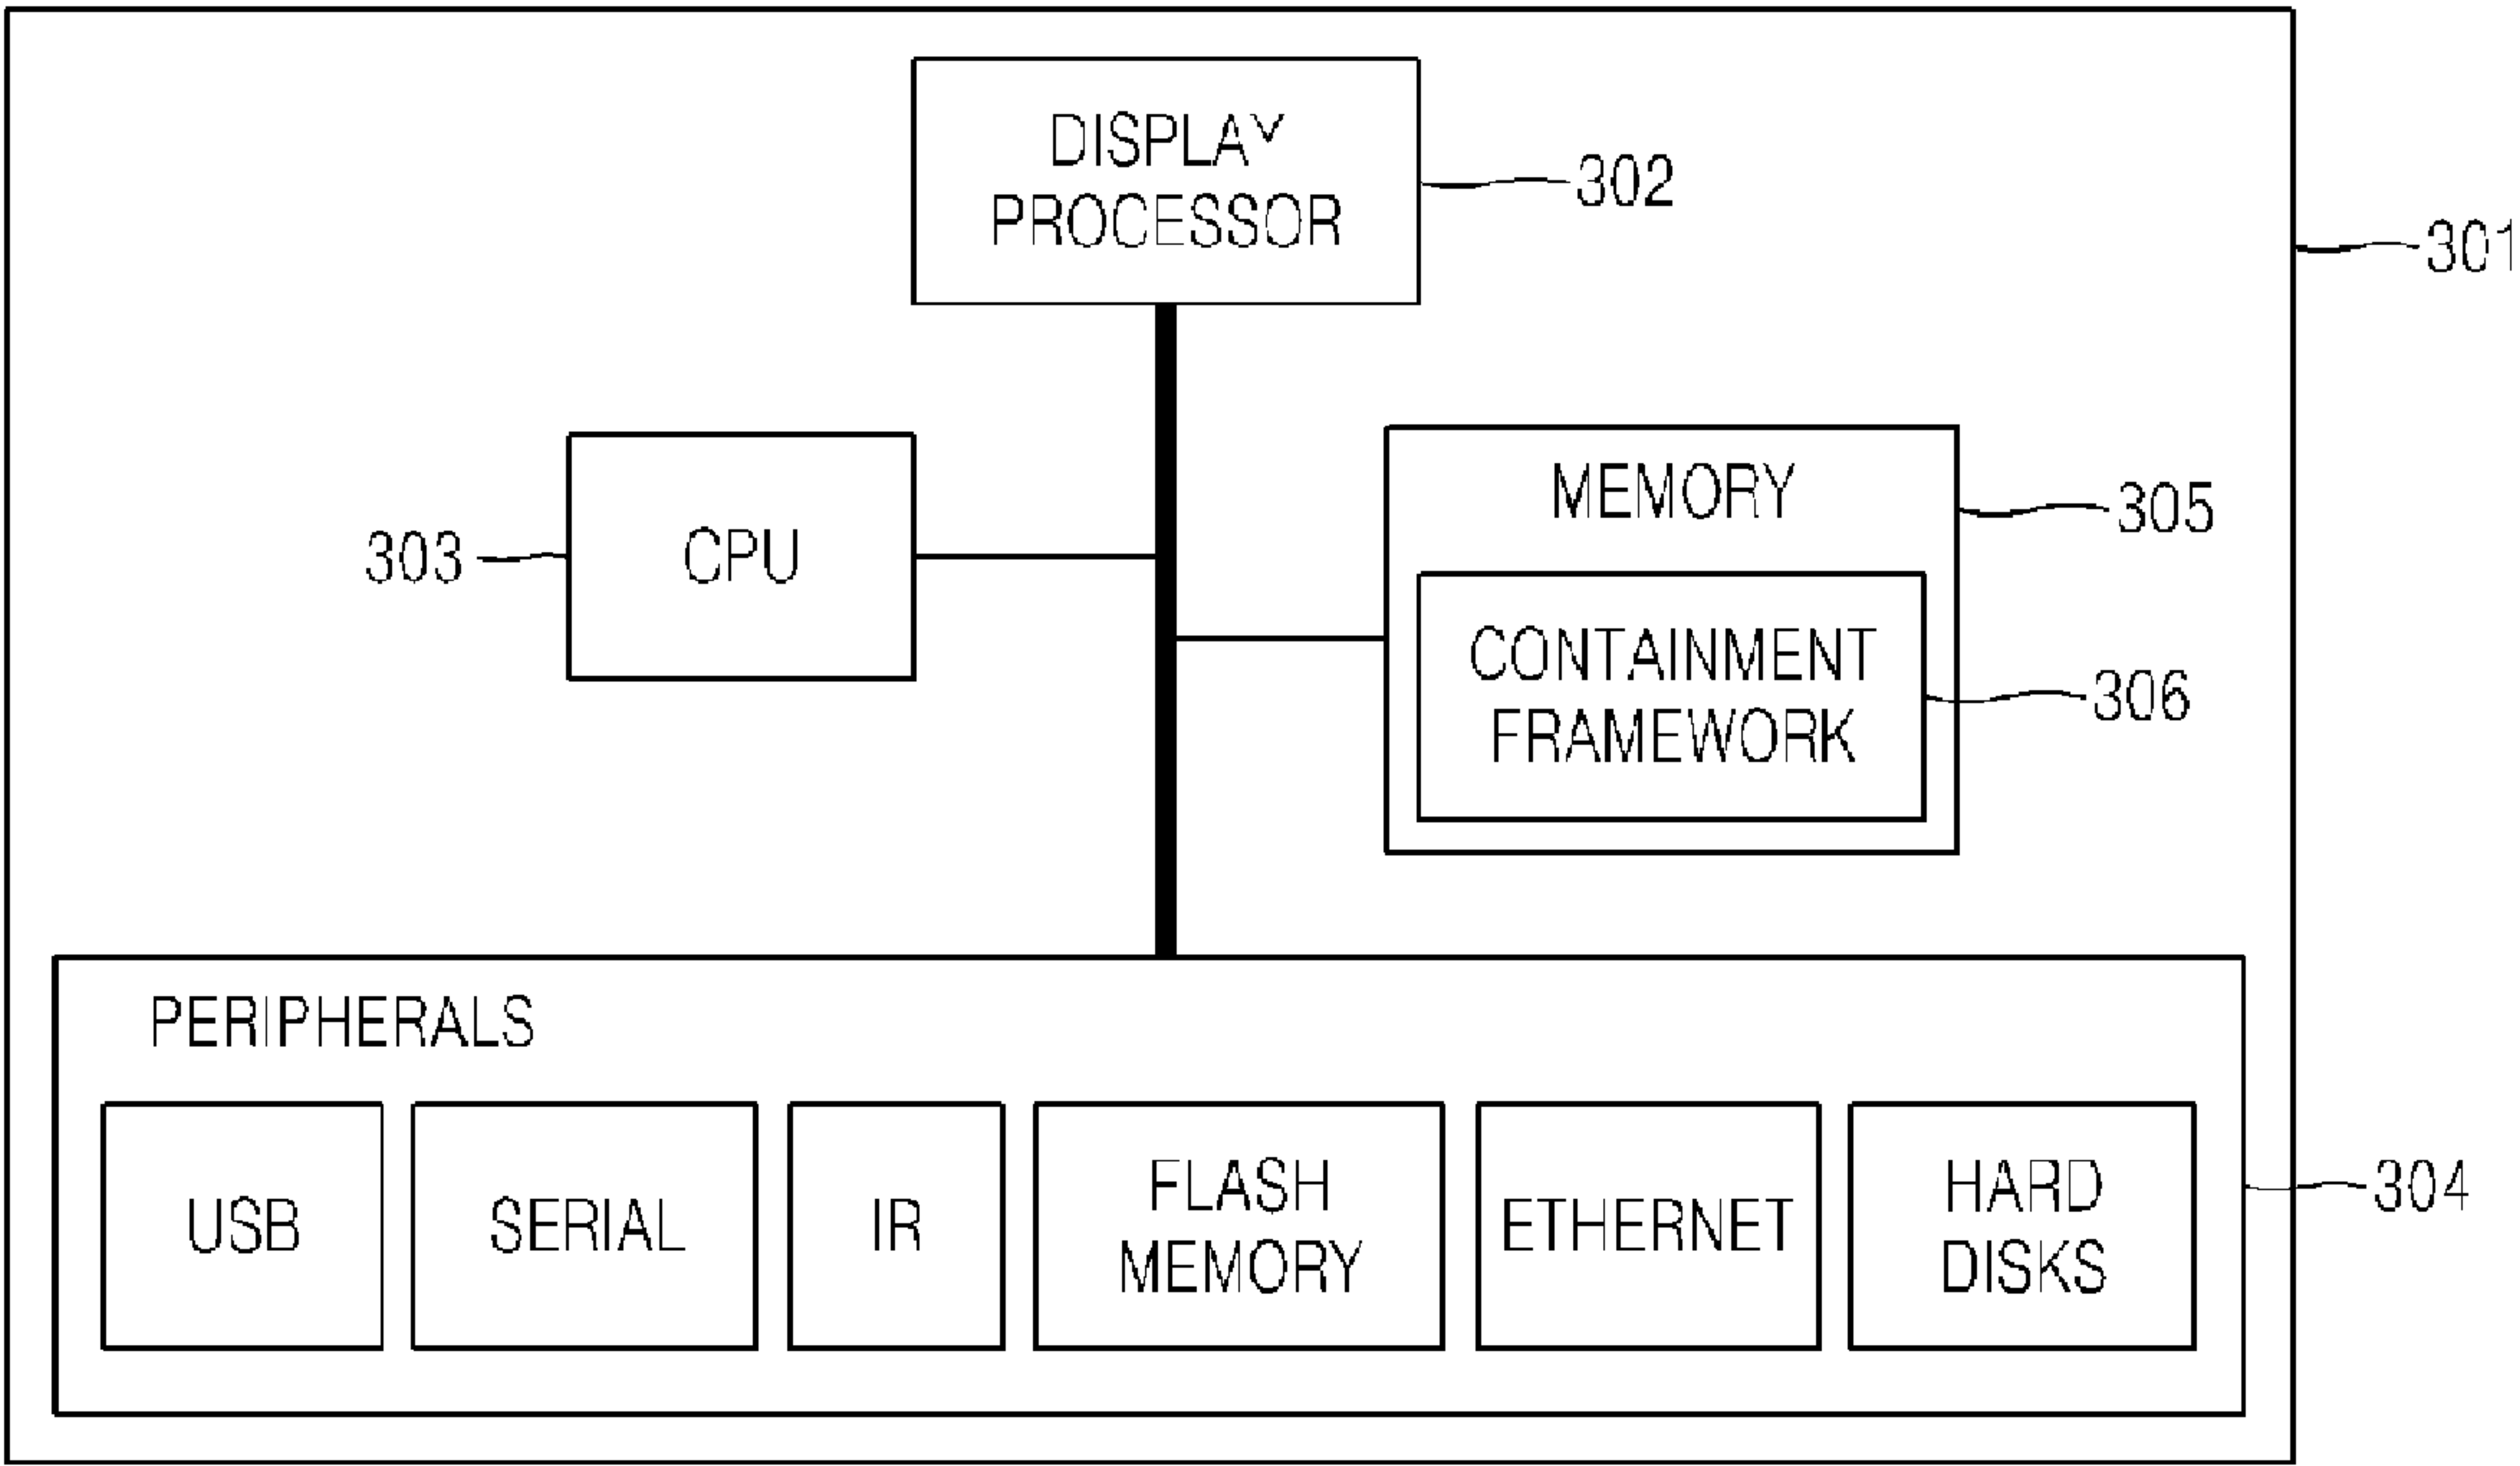 DISPLAY
PROCESSOR
302
301
303
CPU
MEMORY
305
CONTAINMENT
FRAMEWORK
306
PERIPHERALS
USB
SERIAL
IR
FLASH
MEMORY
ETHERNET
HARD
DISKS
304